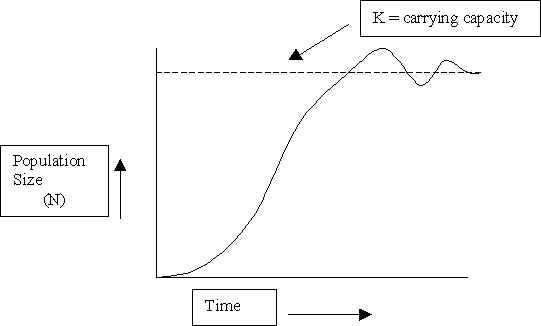 K = carrying capacity
Population
Size
(N)
Time